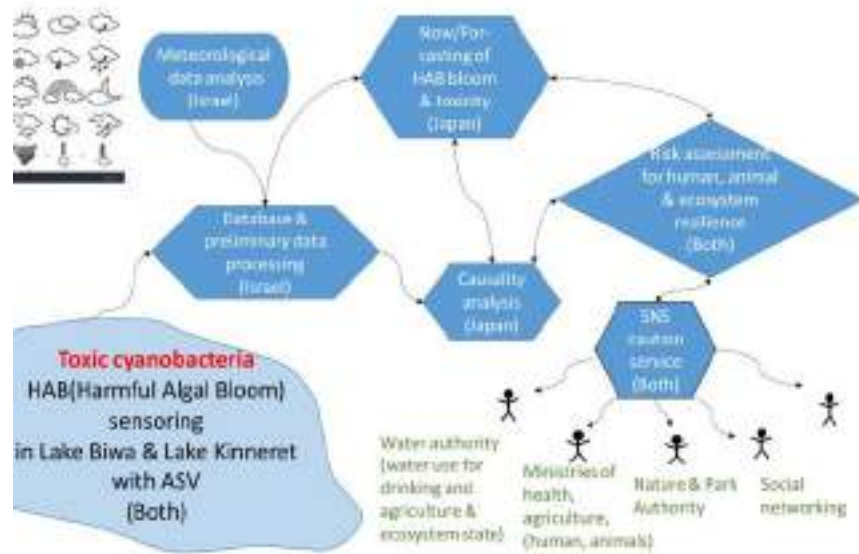 Meteorological
data analysis
(Israel)
Now/For-
casting of
HAB bloom
& toxicity
(Japan)
Risk assessment
for human, animal
& ecosystem
resilience
(Both)
Database &
preliminary data
processing
(Israel)
Causality
analysis
(Japan)
SNS
caution
service
(Both)
Toxic cyanobacteria
HAB(Harmful Algal Bloom)
sensoring
in Lake Biwa & Lake Kinneret
with ASV
(Both)
Water authority
(water use for
drinking and
agriculture &
ecosystem state)
Ministries of
health,
agriculture,
(human, animals)
Nature & Park
Authority
Social
networking